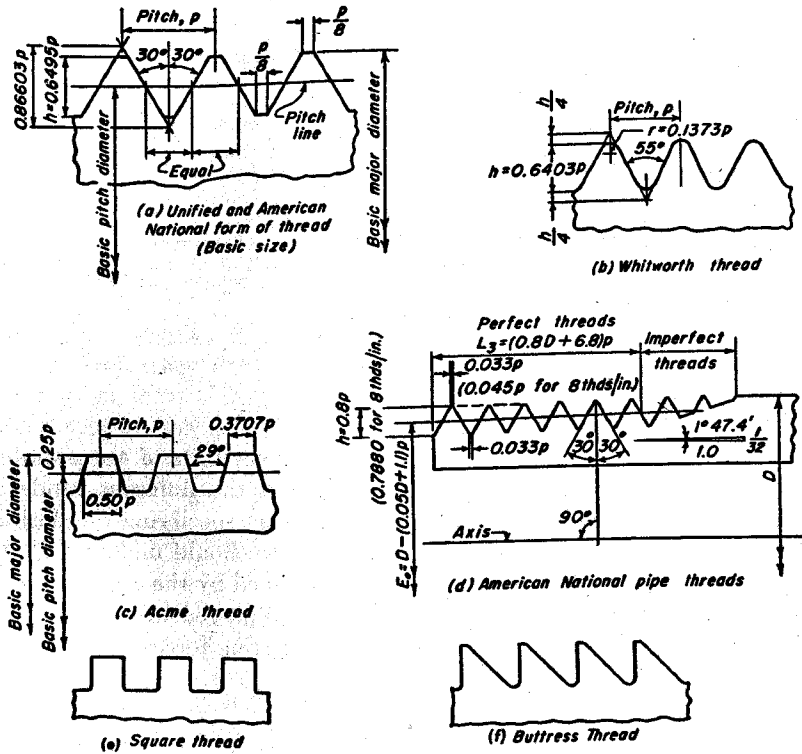 Pitch, p
p/8
30° 30°
p/8
0.86603p
h=0.6495p
Pitch
line
Equal
Basic pitch diameter
Basic major diameter
(a) Unified and American
National form of thread
(Basic size)
h/4
Pitch, p
r=0.1373p
55°
h=0.6403p
h/4
(b) Whitworth thread
Pitch, p
0.3707p
0.25p
29°
0.50p
Basic major diameter
Basic pitch diameter
(c) Acme thread
Perfect threads
L₃=(0.8D+6.8)p
Imperfect
threads
0.033p
(0.045p for 8thds/in.)
h=0.8p
(0.7880 for 8thds/in.)
0.033p
30° 30°
1° 47.4'
1.0
1/32
D
90°
Axis
E₀=D-(0.05D+1.1)p
(d) American National pipe threads
(e) Square thread
(f) Buttress Thread